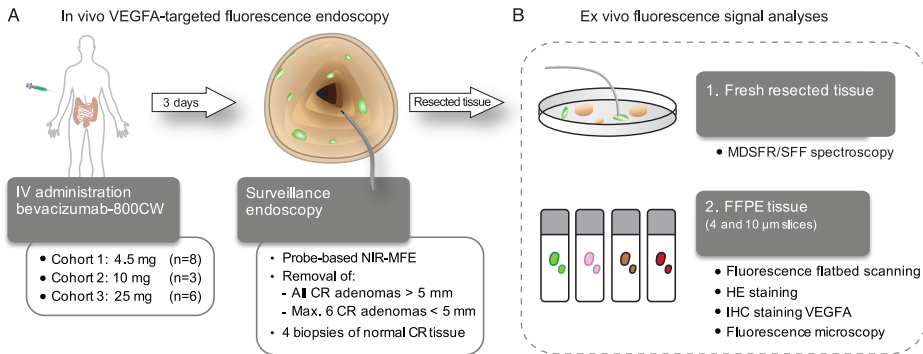 A In vivo VEGFA-targeted fluorescence endoscopy
3 days
Resected tissue
IV administration
bevacizumab-800CW
• Cohort 1: 4.5 mg (n=8)
• Cohort 2: 10 mg (n=3)
• Cohort 3: 25 mg (n=6)
Surveillance
endoscopy
• Probe-based NIR-MFE
• Removal of:
- All CR adenomas > 5 mm
- Max. 6 CR adenomas < 5 mm
• 4 biopsies of normal CR tissue
B Ex vivo fluorescence signal analyses
1. Fresh resected tissue
• MDSFR/SFF spectroscopy
2. FFPE tissue
(4 and 10 μm slices)
• Fluorescence flatbed scanning
• HE staining
• IHC staining VEGFA
• Fluorescence microscopy